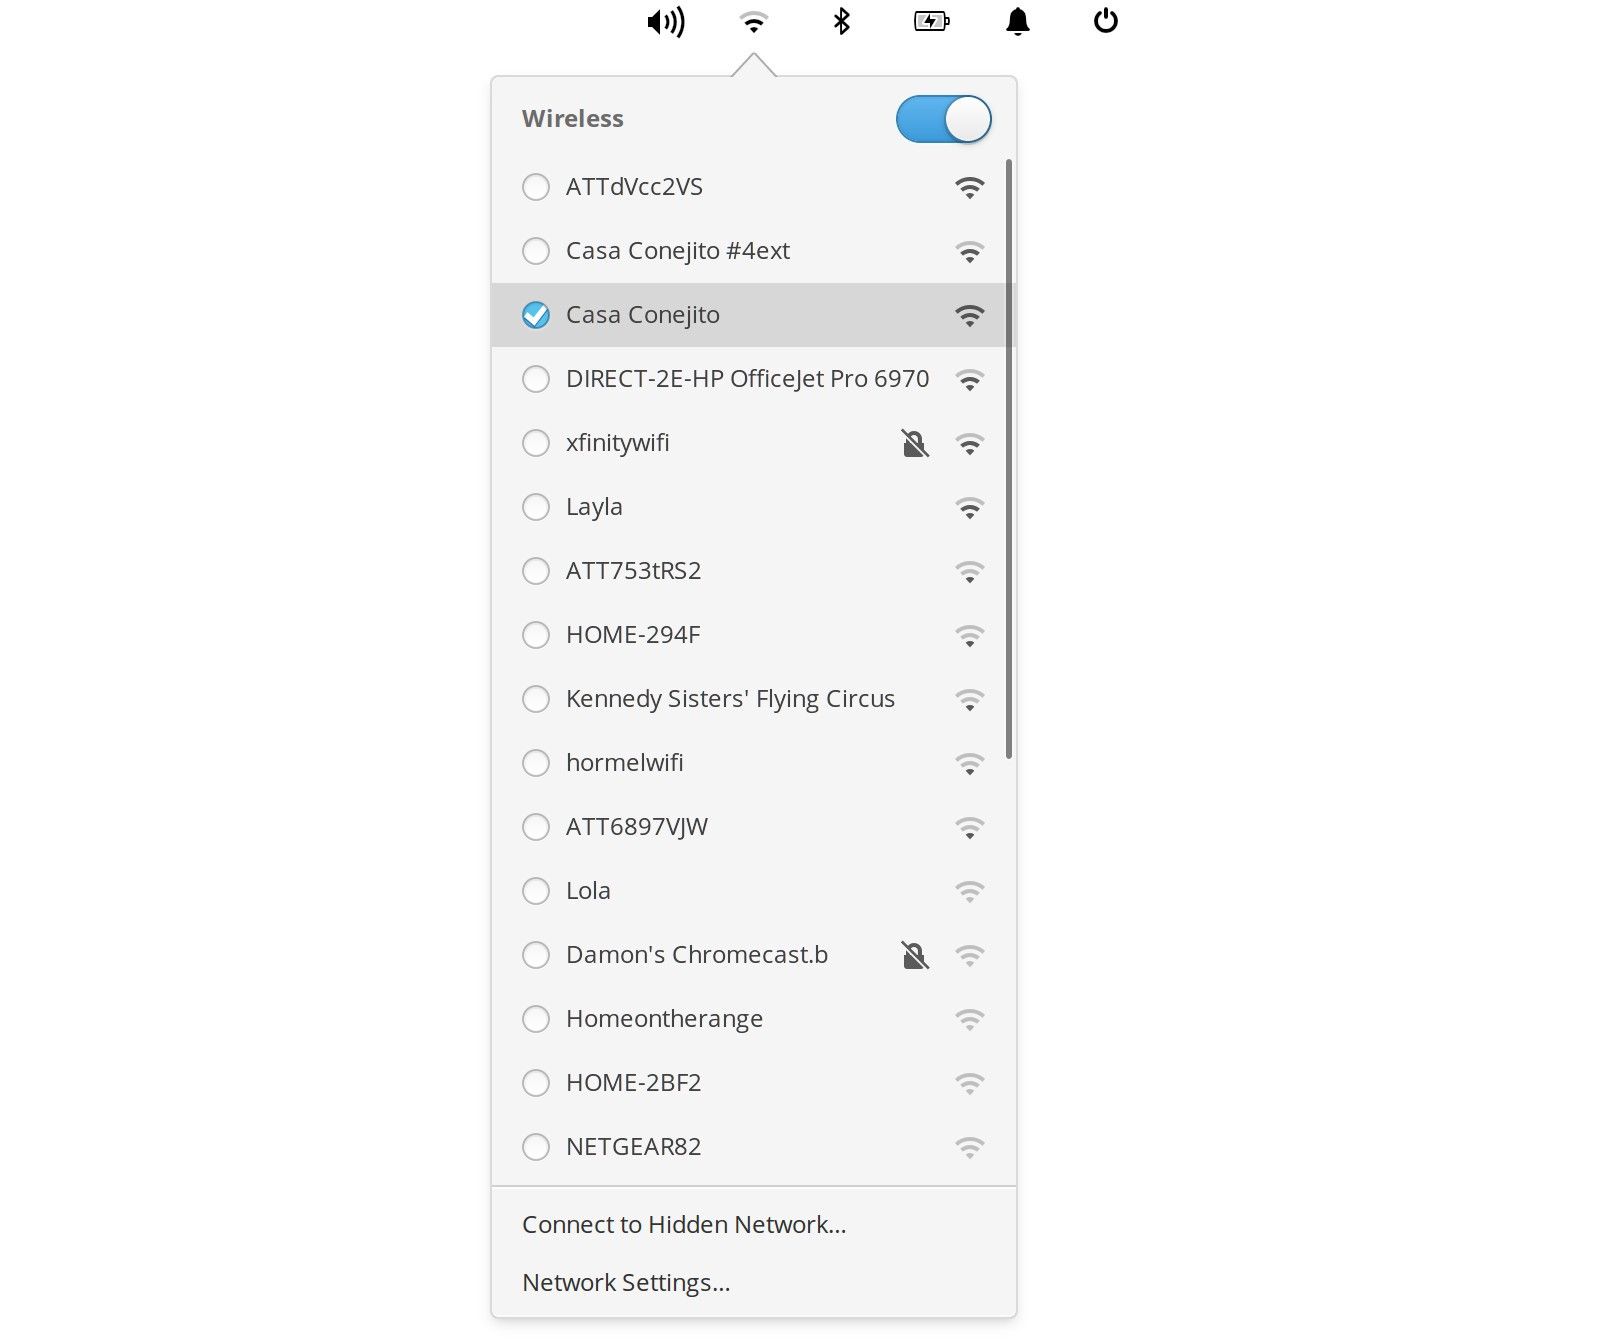 Wireless
ATTdVcc2VS
Casa Conejito #4ext
Casa Conejito
DIRECT-2E-HP OfficeJet Pro 6970
xfinitywifi
Layla
ATT753tRS2
HOME-294F
Kennedy Sisters' Flying Circus
hormelwifi
ATT6897VJW
Lola
Damon's Chromecast.b
Homeontherange
HOME-2BF2
NETGEAR82
Connect to Hidden Network…
Network Settings…